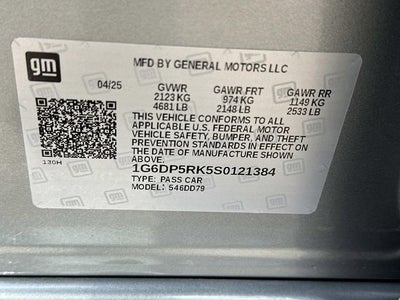 gm
MFD BY GENERAL MOTORS LLC
04/25 GVWR GAWR FRT GAWR RR
2123 KG 974 KG 1149 KG
4681 LB 2148 LB 2533 LB
THIS VEHICLE CONFORMS TO ALL
APPLICABLE U.S. FEDERAL MOTOR
VEHICLE SAFETY, BUMPER, AND THEFT
PREVENTION STANDARDS IN EFFECT ON
THE DATE OF MANUFACTURE SHOWN
ABOVE.
130H
1G6DP5RK5S0121384
TYPE: PASS CAR
MODEL: 546DD79